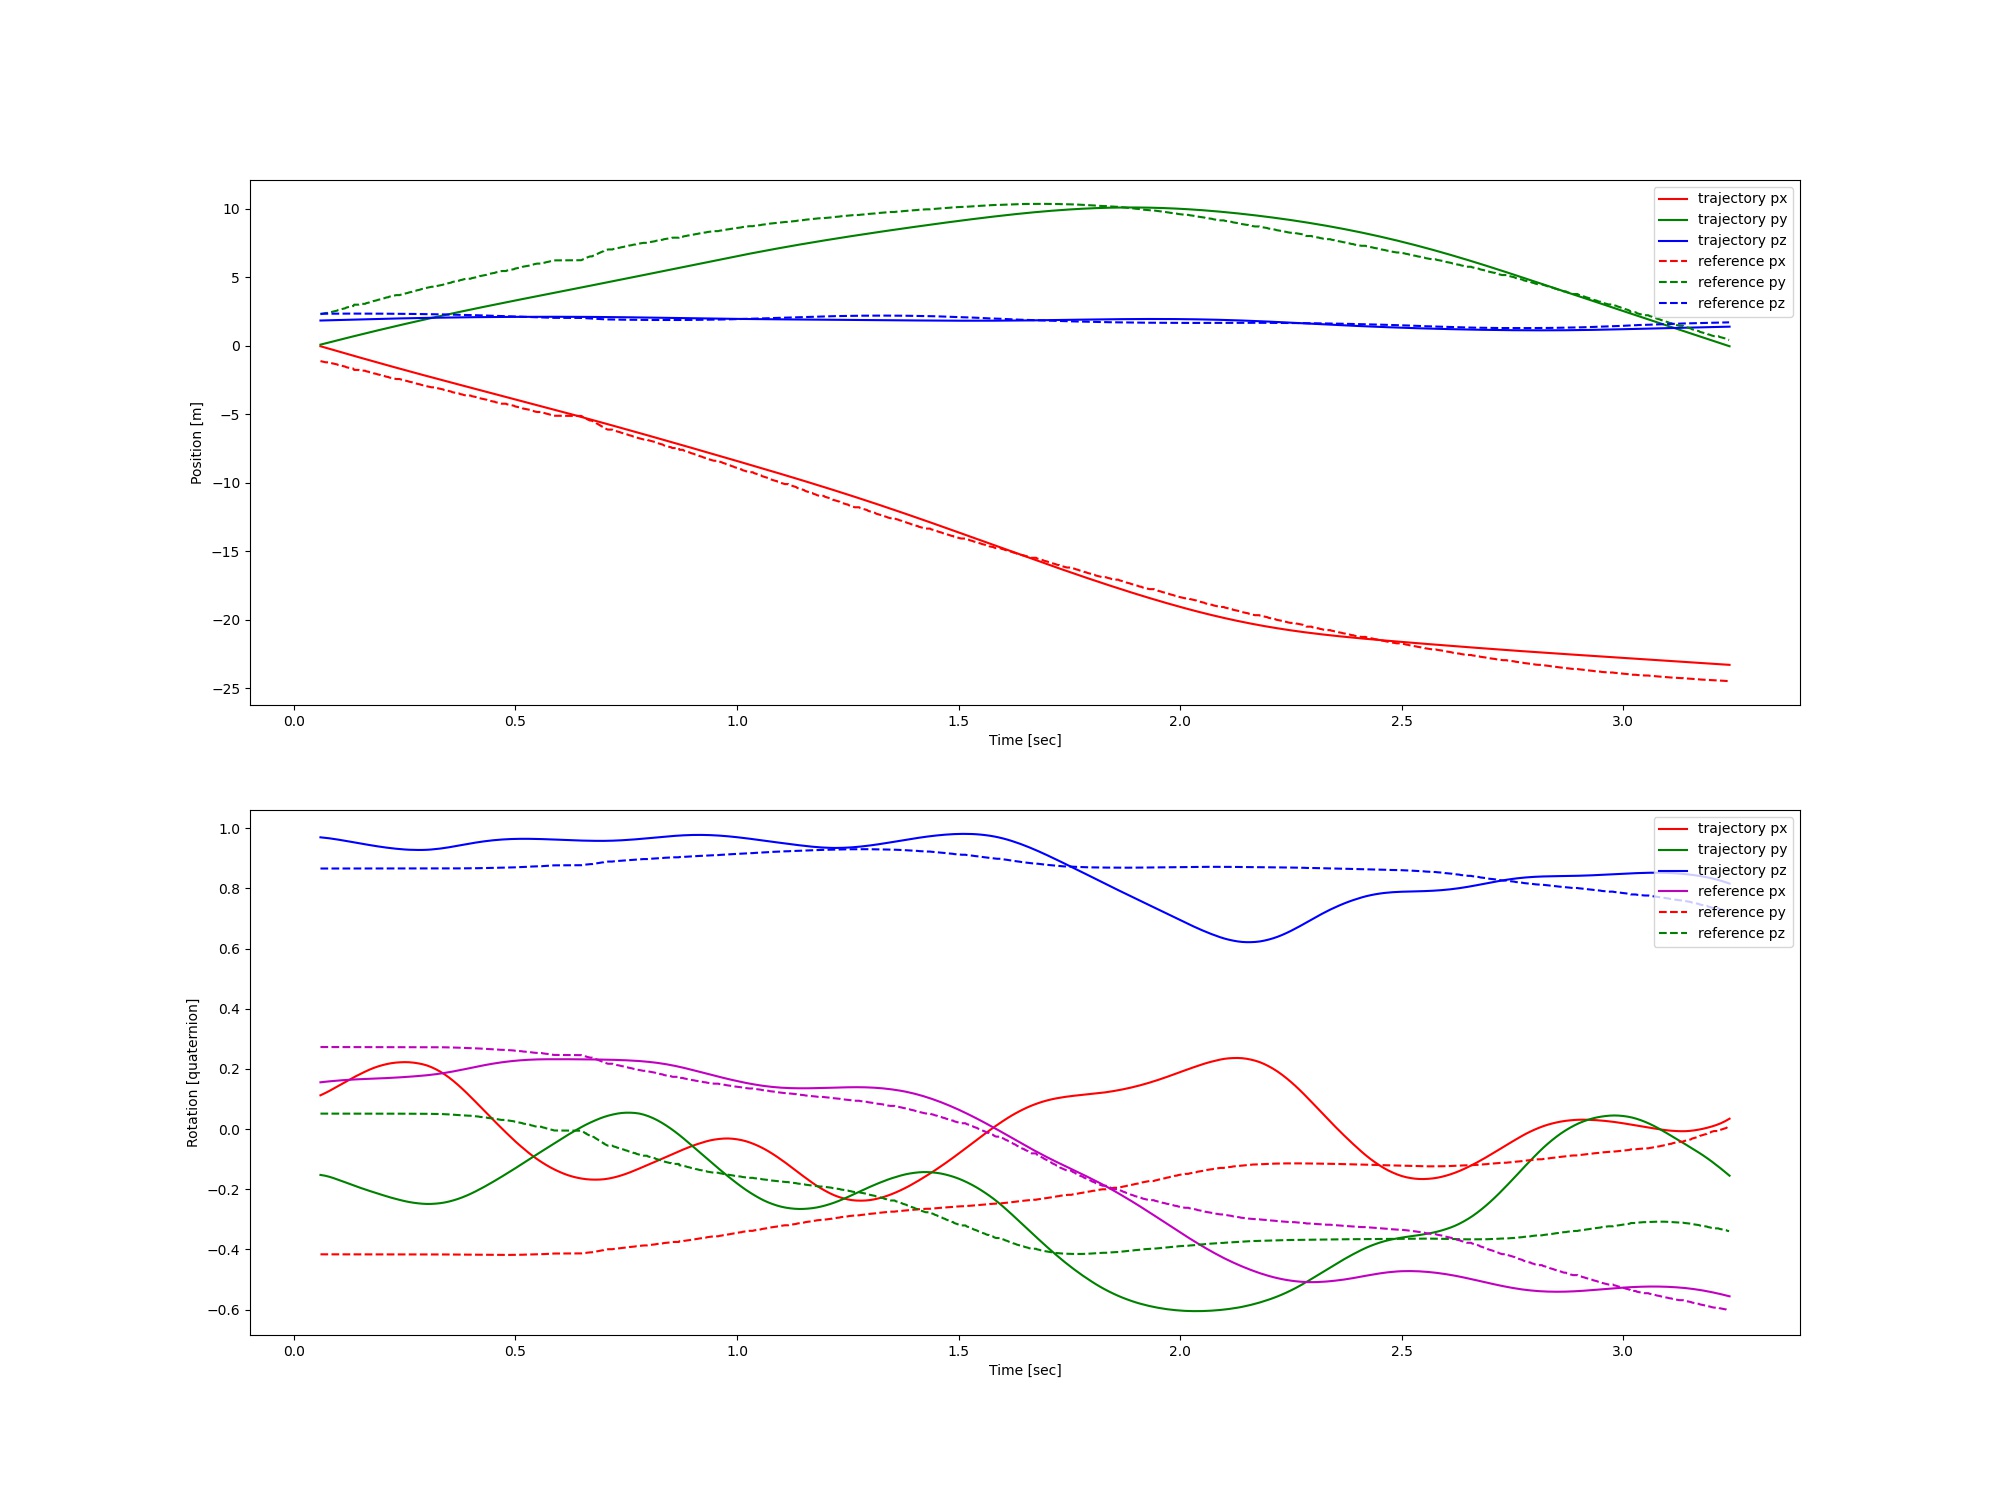 10
5
0
−5
−10
−15
−20
−25
Position [m]
0.0 0.5 1.0 1.5 2.0 2.5 3.0
Time [sec]
trajectory px
trajectory py
trajectory pz
reference px
reference py
reference pz
1.0
0.8
0.6
0.4
0.2
0.0
−0.2
−0.4
−0.6
Rotation [quaternion]
0.0 0.5 1.0 1.5 2.0 2.5 3.0
Time [sec]
trajectory px
trajectory py
trajectory pz
reference px
reference py
reference pz